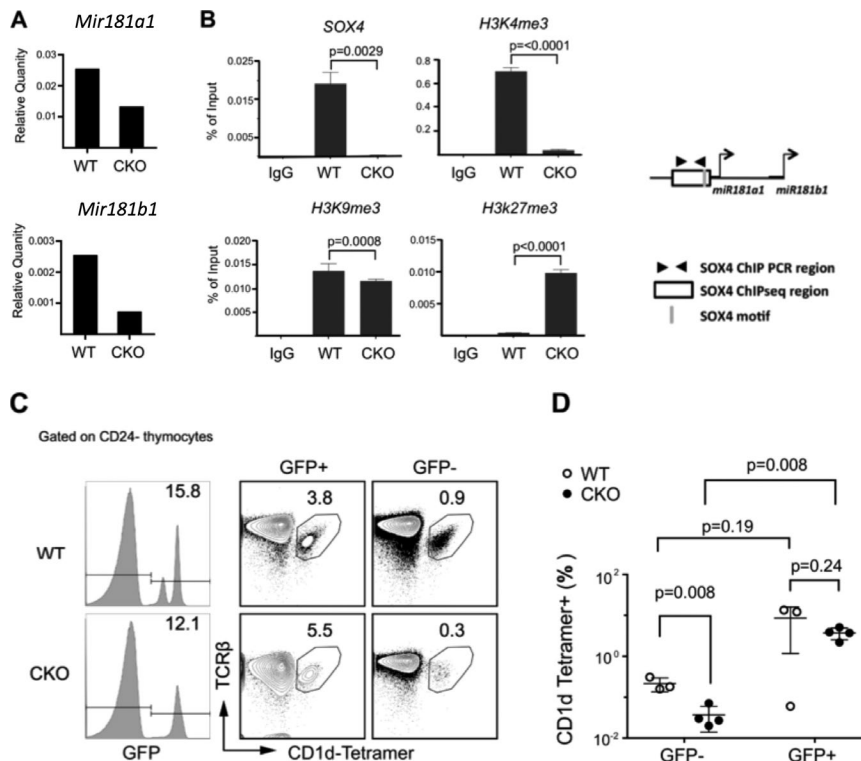 A
Mir181a1
Relative Quanity
0.03
0.02
0.01
WT
CKO
Mir181b1
Relative Quanity
0.003
0.002
0.001
WT
CKO
B
SOX4
p=0.0029
% of Input
0.025
0.015
0.005
IgG
WT
CKO
H3K4me3
p=<0.0001
0.8
0.6
0.4
0.2
IgG
WT
CKO
H3K9me3
p=0.0008
% of Input
0.020
0.015
0.010
0.005
IgG
WT
CKO
H3k27me3
p<0.0001
0.015
0.010
0.005
IgG
WT
CKO
miR181a1
miR181b1
SOX4 ChIP PCR region
SOX4 ChIPseq region
SOX4 motif
C
Gated on CD24- thymocytes
GFP+
GFP-
WT
15.8
3.8
0.9
CKO
12.1
5.5
0.3
GFP
TCRβ
CD1d-Tetramer
D
WT
CKO
p=0.008
p=0.19
p=0.008
p=0.24
CD1d Tetramer+ (%)
10²
10⁰
10⁻²
GFP-
GFP+